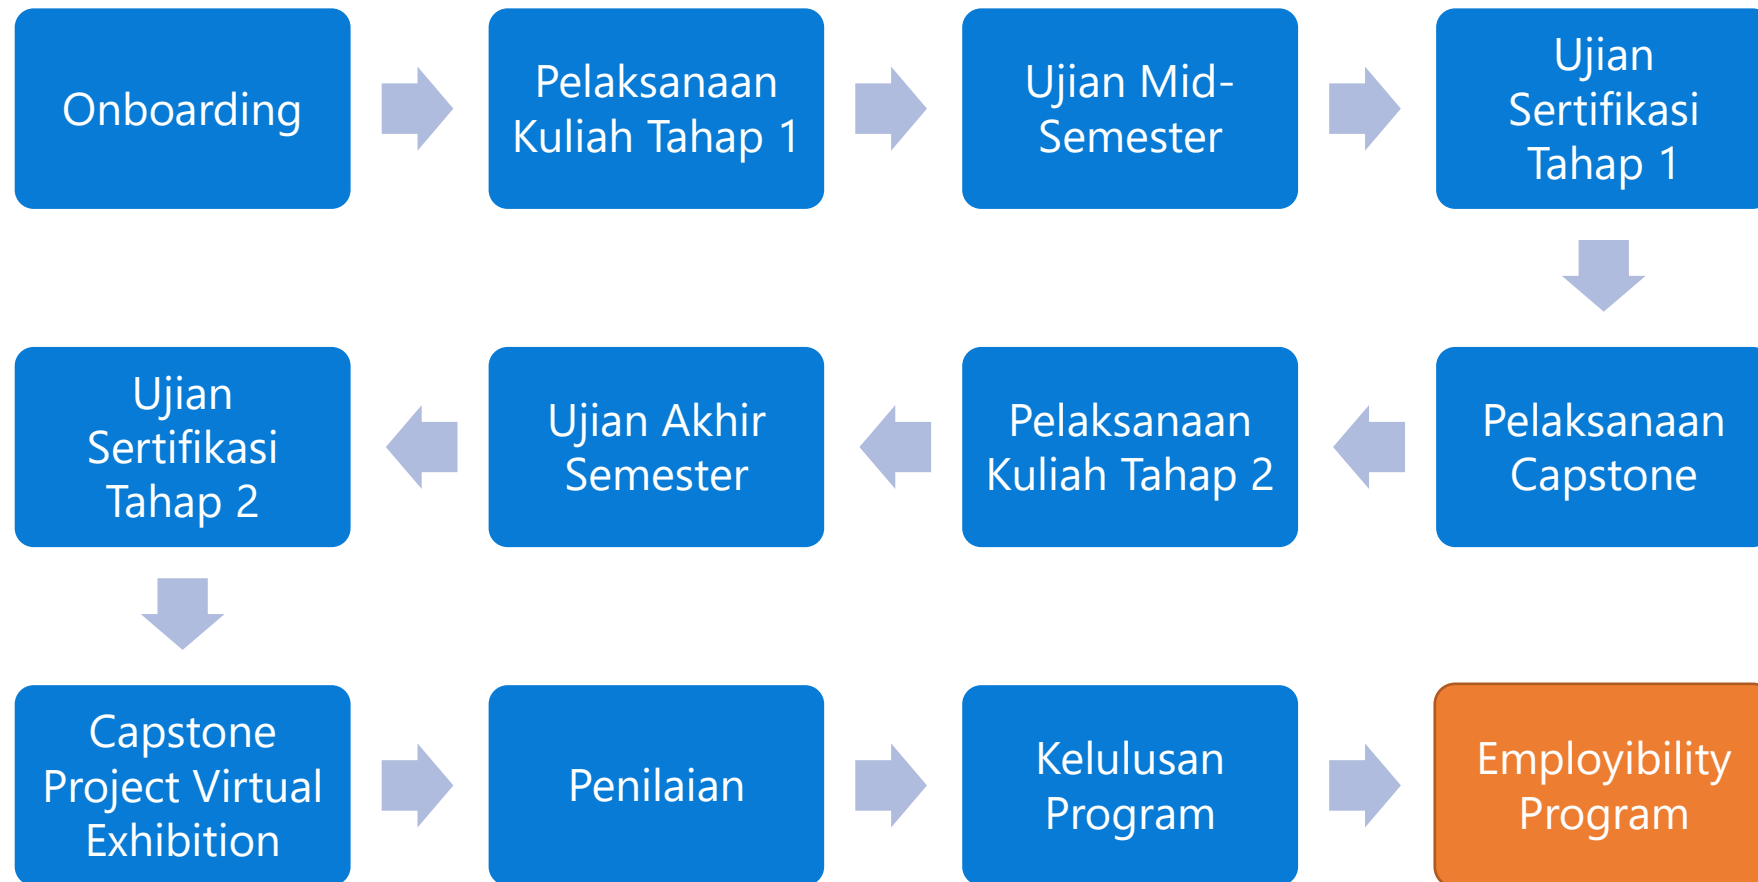 Onboarding
Pelaksanaan
Kuliah Tahap 1
Ujian Mid-
Semester
Ujian
Sertifikasi
Tahap 1
Ujian
Sertifikasi
Tahap 2
Ujian Akhir
Semester
Pelaksanaan
Kuliah Tahap 2
Pelaksanaan
Capstone
Capstone
Project Virtual
Exhibition
Penilaian
Kelulusan
Program
Employibility
Program